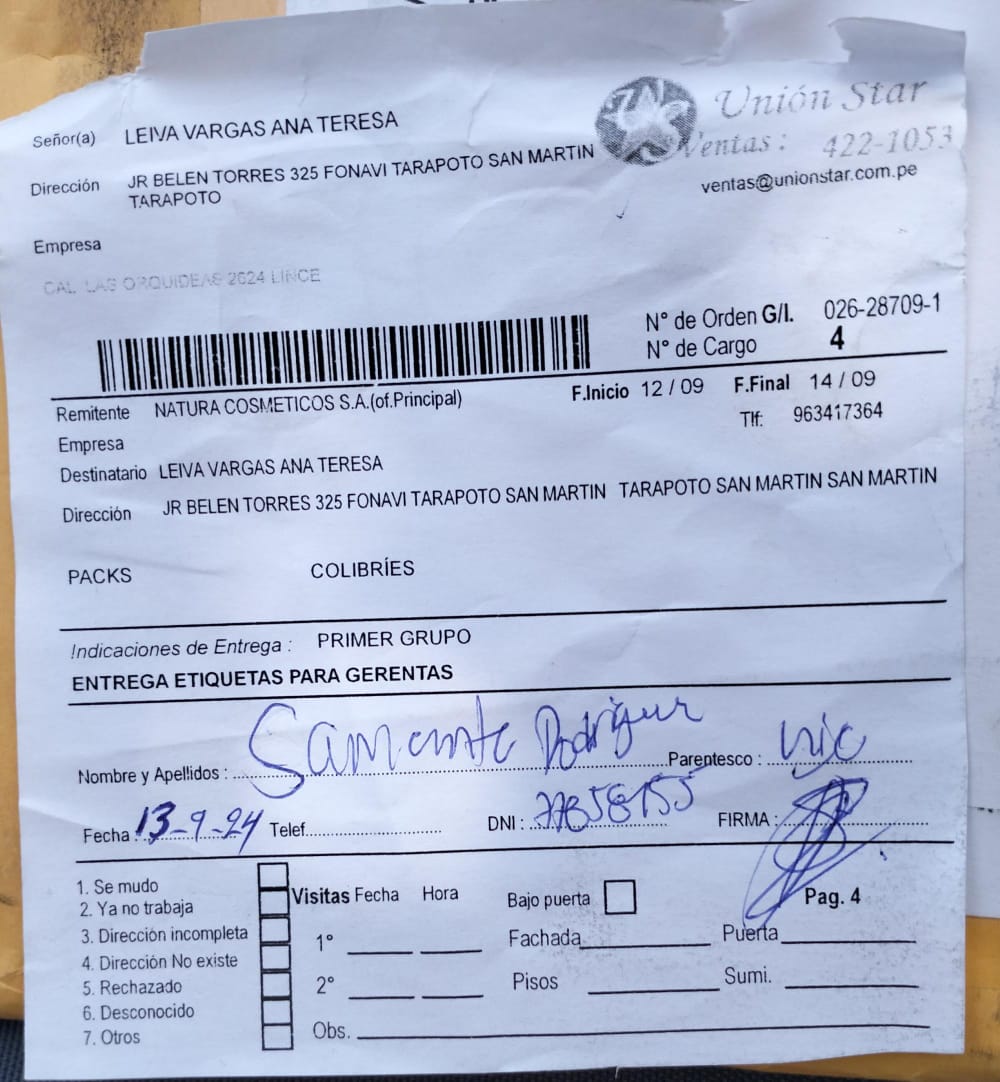 Señor(a) LEIVA VARGAS ANA TERESA
Unión Star
Ventas: 422-1053
ventas@unionstar.com.pe
Dirección JR BELEN TORRES 325 FONAVI TARAPOTO SAN MARTIN
TARAPOTO
Empresa
CAL LAS ORQUIDEAS 2624 LINCE
N° de Orden G/I. 026-28709-1
N° de Cargo 4
Remitente NATURA COSMETICOS S.A.(of.Principal) F.Inicio 12 / 09 F.Final 14 / 09
Empresa Tlf: 963417364
Destinatario LEIVA VARGAS ANA TERESA
Dirección JR BELEN TORRES 325 FONAVI TARAPOTO SAN MARTIN TARAPOTO SAN MARTIN SAN MARTIN
PACKS COLIBRÍES
Indicaciones de Entrega : PRIMER GRUPO
ENTREGA ETIQUETAS PARA GERENTAS
Nombre y Apellidos : Parentesco :
Fecha 13-9-24 Telef. DNI : FIRMA :
1. Se mudo
2. Ya no trabaja
3. Dirección incompleta
4. Dirección No existe
5. Rechazado
6. Desconocido
7. Otros
Visitas Fecha Hora Bajo puerta Pag. 4
1° Fachada Puerta
2° Pisos Sumi.
Obs.